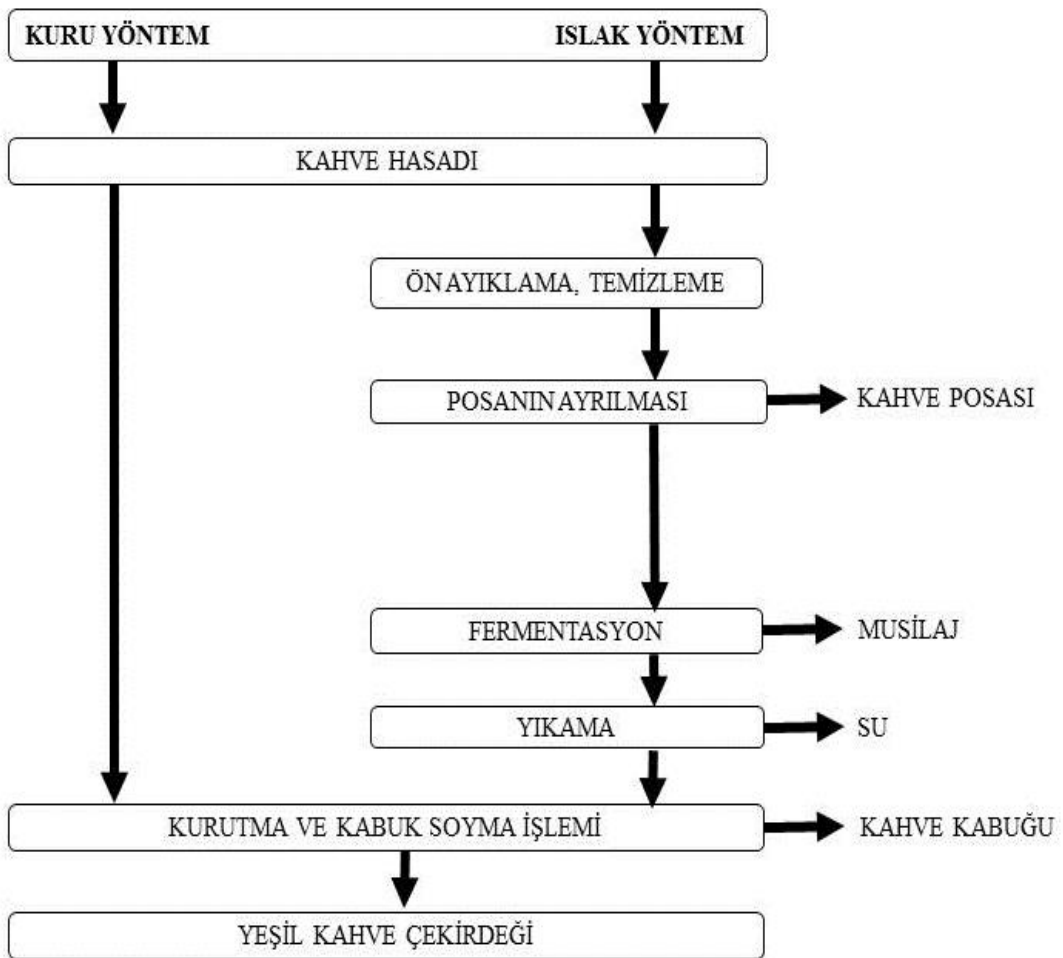 KURU YÖNTEM ISLAK YÖNTEM
KAHVE HASADI
ÖN AYIKLAMA, TEMİZLEME
POSANIN AYRILMASI
KAHVE POSASI
FERMENTASYON
MUSİLAJ
YIKAMA
SU
KURUTMA VE KABUK SOYMA İŞLEMİ
KAHVE KABUĞU
YEŞİL KAHVE ÇEKİRDEĞİ